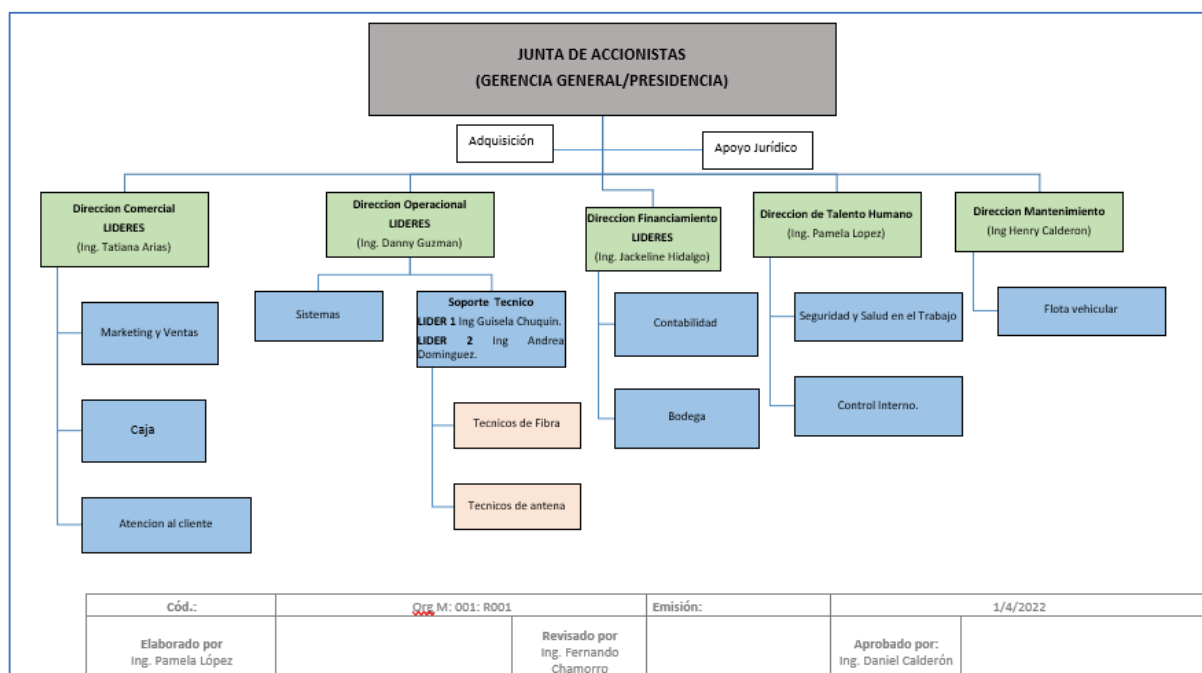 JUNTA DE ACCIONISTAS
(GERENCIA GENERAL/PRESIDENCIA)
Adquisición
Apoyo Jurídico
Direccion Comercial
LIDERES
(Ing. Tatiana Arias)
Direccion Operacional
LIDERES
(Ing. Danny Guzman)
Direccion Financiamiento
LIDERES
(Ing. Jackeline Hidalgo)
Direccion de Talento Humano
(Ing. Pamela Lopez)
Direccion Mantenimiento
(Ing Henry Calderon)
Marketing y Ventas
Caja
Atencion al cliente
Sistemas
Soporte Tecnico
LIDER 1 Ing Guisela Chuquin.
LIDER 2 Ing Andrea
Dominguez.
Tecnicos de Fibra
Tecnicos de antena
Contabilidad
Bodega
Seguridad y Salud en el Trabajo
Control Interno.
Flota vehicular
Cód.:
Org M: 001: R001
Emisión:
1/4/2022
Elaborado por
Ing. Pamela López
Revisado por
Ing. Fernando
Chamorro
Aprobado por:
Ing. Daniel Calderón